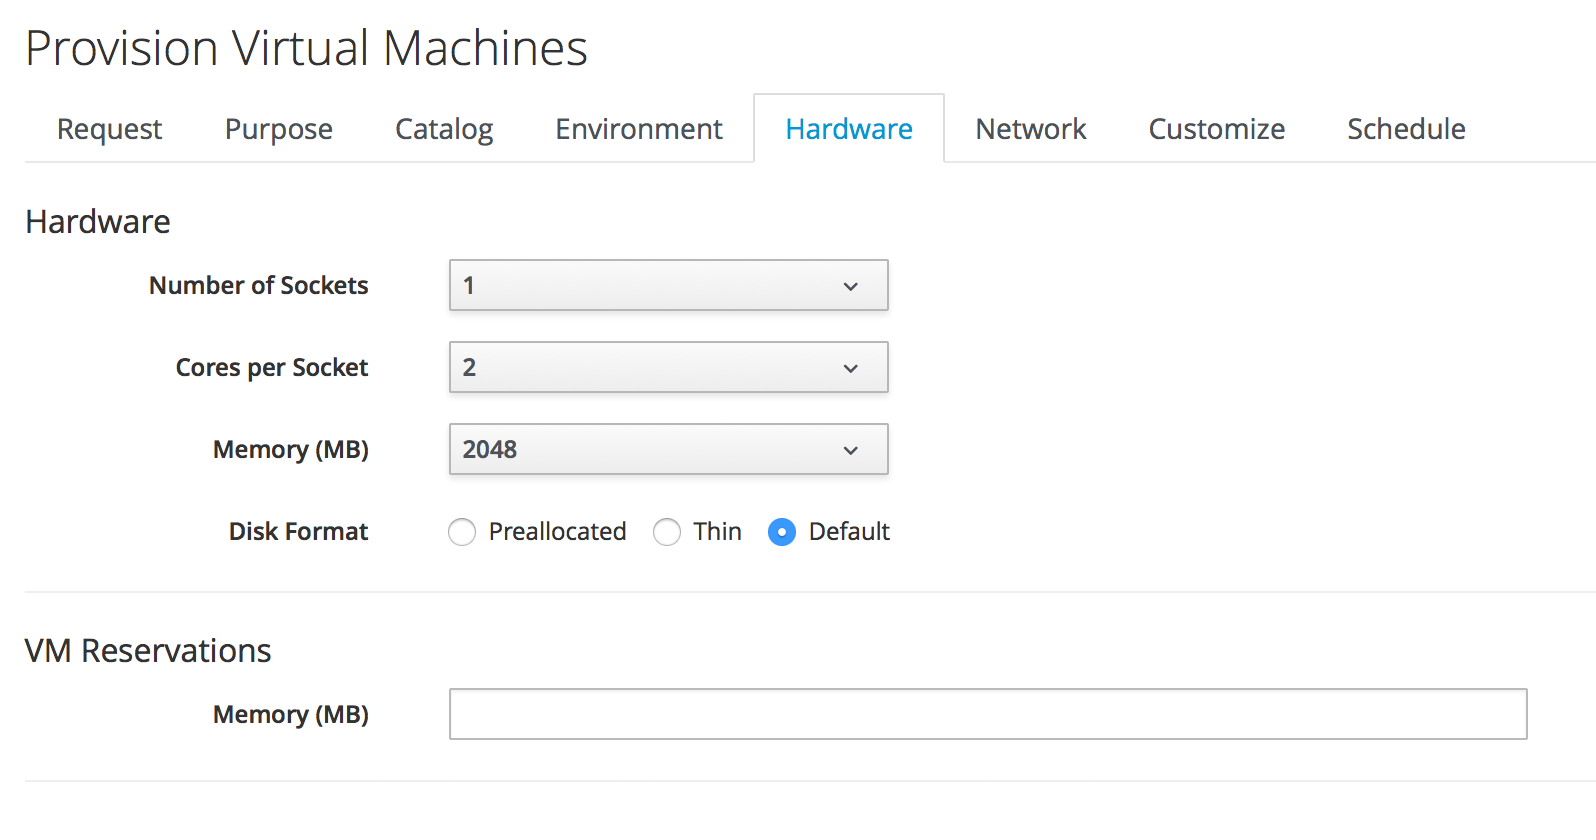 Provision Virtual Machines
Request Purpose Catalog Environment Hardware Network Customize Schedule
Hardware
Number of Sockets 1
Cores per Socket 2
Memory (MB) 2048
Disk Format Preallocated Thin Default
VM Reservations
Memory (MB)